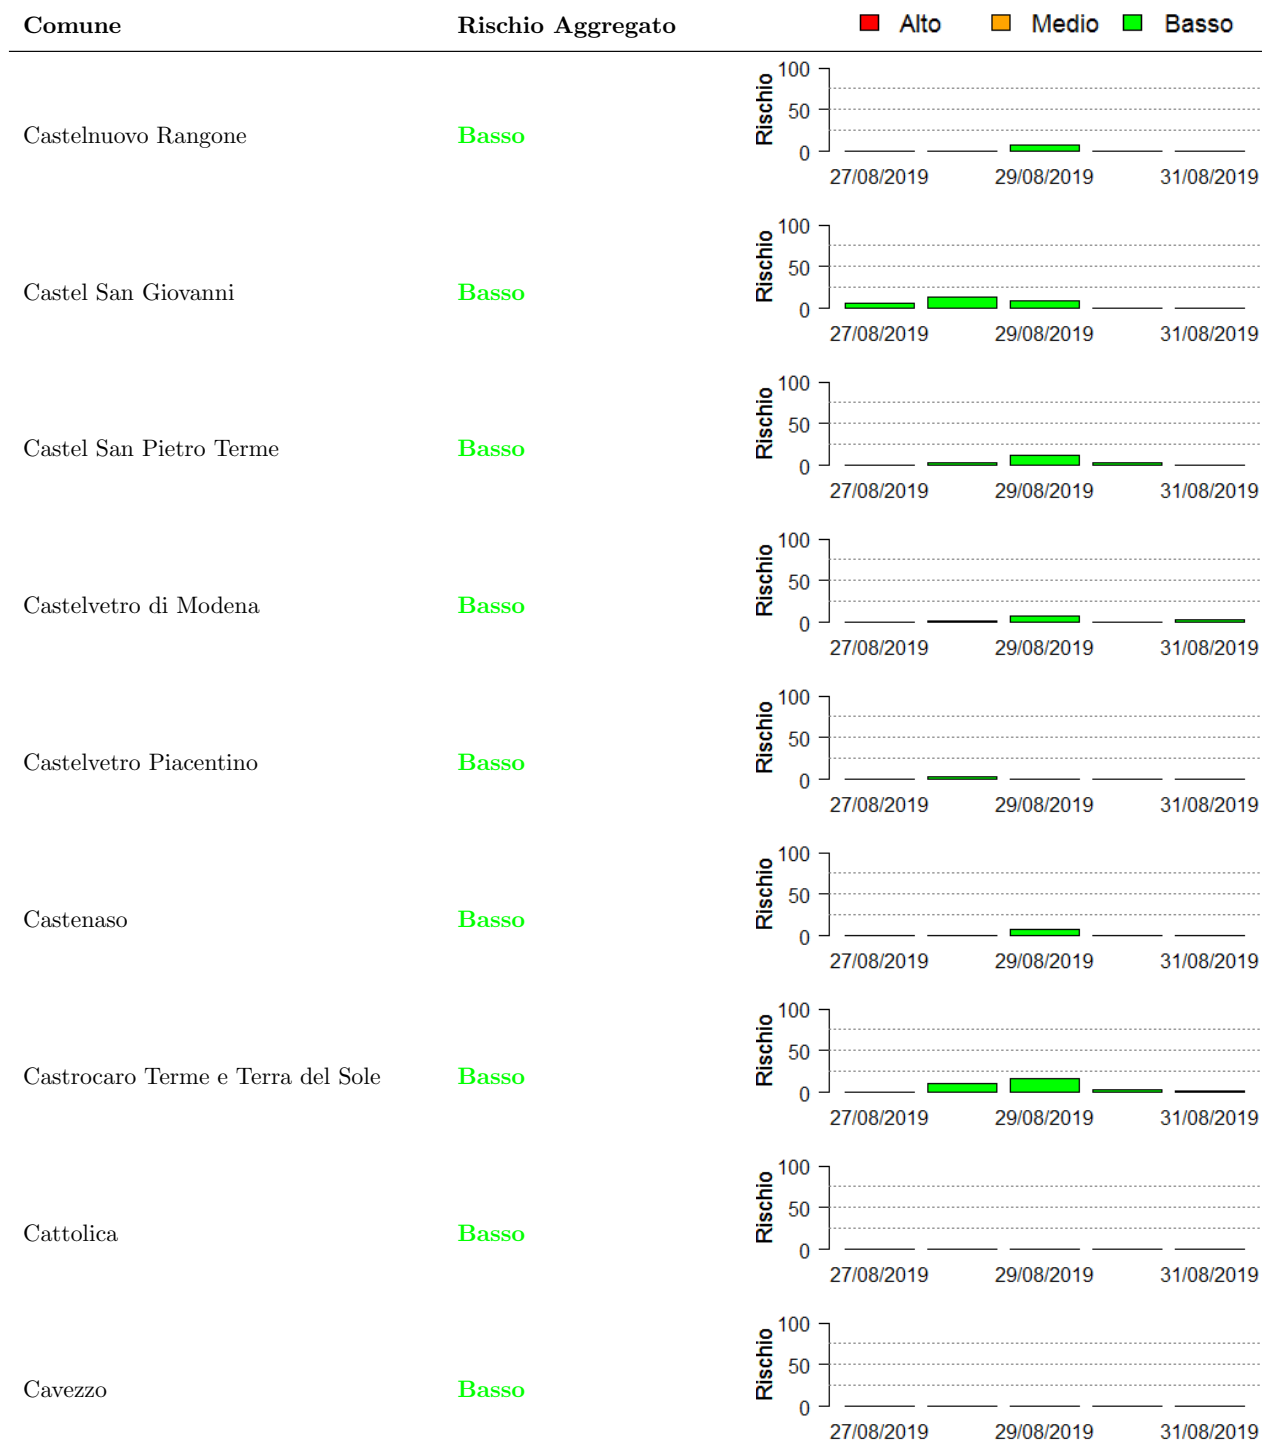 Comune Rischio Aggregato Alto Medio Basso
Castelnuovo Rangone Basso
Rischio
100
50
0
27/08/2019 29/08/2019 31/08/2019
Castel San Giovanni Basso
Rischio
100
50
0
27/08/2019 29/08/2019 31/08/2019
Castel San Pietro Terme Basso
Rischio
100
50
0
27/08/2019 29/08/2019 31/08/2019
Castelvetro di Modena Basso
Rischio
100
50
0
27/08/2019 29/08/2019 31/08/2019
Castelvetro Piacentino Basso
Rischio
100
50
0
27/08/2019 29/08/2019 31/08/2019
Castenaso Basso
Rischio
100
50
0
27/08/2019 29/08/2019 31/08/2019
Castrocaro Terme e Terra del Sole Basso
Rischio
100
50
0
27/08/2019 29/08/2019 31/08/2019
Cattolica Basso
Rischio
100
50
0
27/08/2019 29/08/2019 31/08/2019
Cavezzo Basso
Rischio
100
50
0
27/08/2019 29/08/2019 31/08/2019